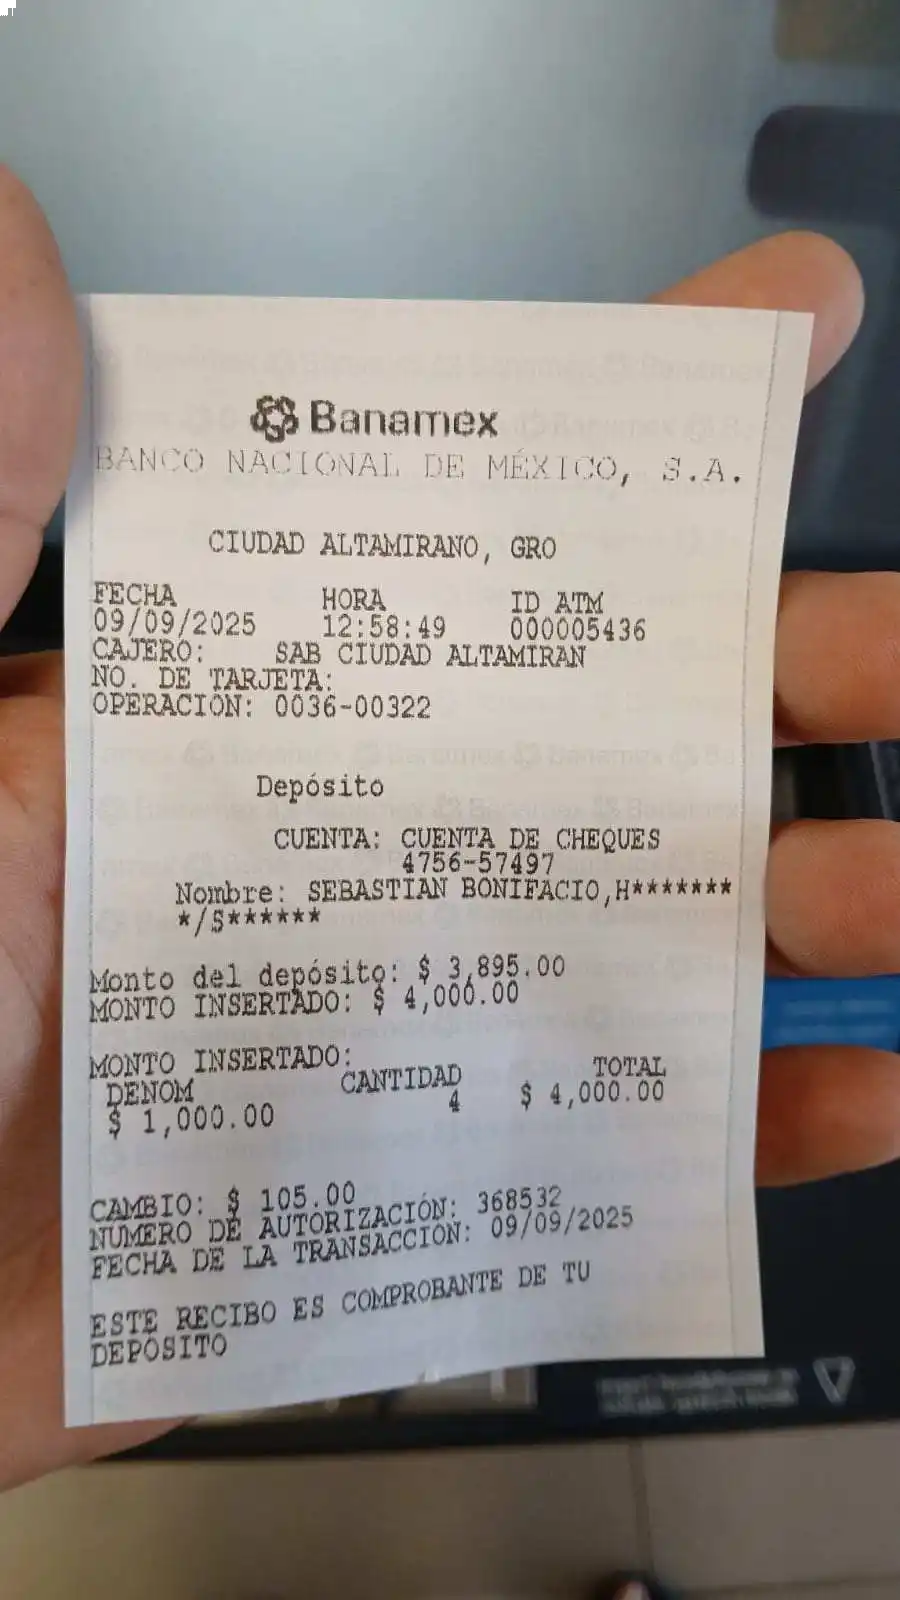 Banamex
BANCO NACIONAL DE MÉXICO, S.A.
CIUDAD ALTAMIRANO, GRO
FECHA HORA ID ATM
09/09/2025 12:58:49 000005436
CAJERO: SAB CIUDAD ALTAMIRAN
NO. DE TARJETA:
OPERACIÓN: 0036-00322
Depósito
CUENTA: CUENTA DE CHEQUES
4756-57497
Nombre: SEBASTIAN BONIFACIO,H*******
*/S******
Monto del depósito: $ 3,895.00
MONTO INSERTADO: $ 4,000.00
MONTO INSERTADO:
DENOM CANTIDAD TOTAL
$ 1,000.00 4 $ 4,000.00
CAMBIO: $ 105.00
NÚMERO DE AUTORIZACIÓN: 368532
FECHA DE LA TRANSACCIÓN: 09/09/2025
ESTE RECIBO ES COMPROBANTE DE TU
DEPÓSITO